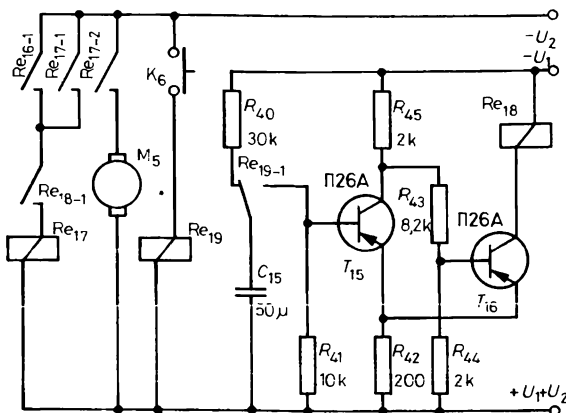 Re16-1
Re17-1
Re17-2
K6
−U2
−U1
R40
30k
R45
2k
Re18
M5
Re19-1
П26А
R43
8,2k
П26А
Re18-1
Re17
Re19
C15
50μ
T15
T16
R41
10k
R42
200
R44
2k
+U1+U2